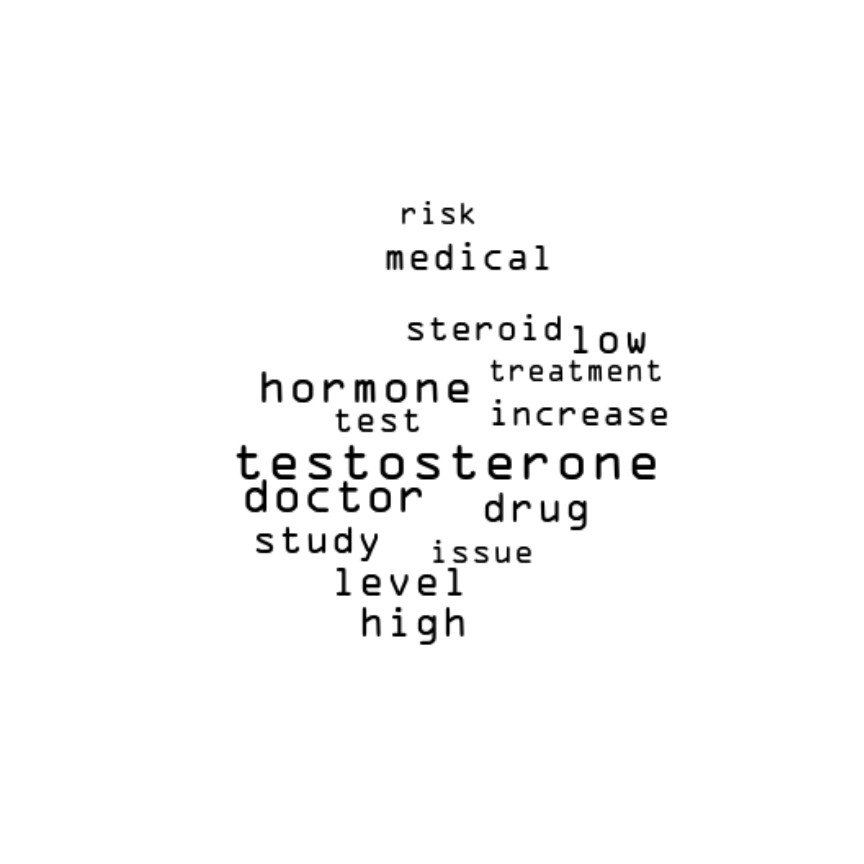 risk
medical
steroid low
treatment
hormone
increase
test
testosterone
doctor
drug
study
issue
level
high